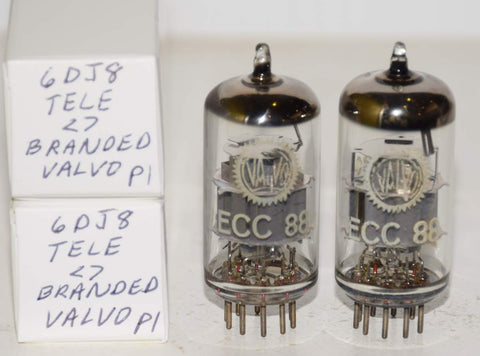 6DJ8
TELE
<7
BRANDED
VALVO P1
6DJ8
TELE
<7
BRANDED
VALVO P1
VALVO
ECC 88
VALVO
ECC 88